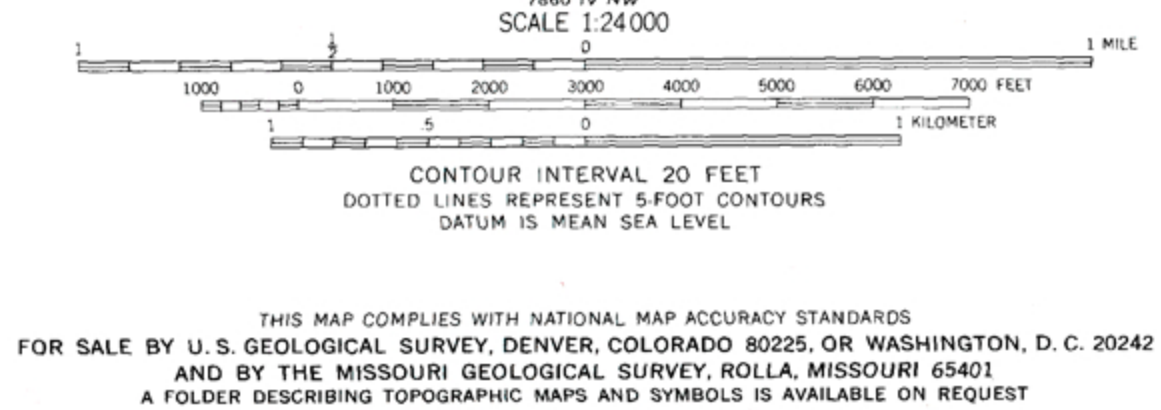 7860 IV NW
SCALE 1:24000
1 1/2 0 1 MILE
1000 0 1000 2000 3000 4000 5000 6000 7000 FEET
1 .5 0 1 KILOMETER
CONTOUR INTERVAL 20 FEET
DOTTED LINES REPRESENT 5-FOOT CONTOURS
DATUM IS MEAN SEA LEVEL
THIS MAP COMPLIES WITH NATIONAL MAP ACCURACY STANDARDS
FOR SALE BY U. S. GEOLOGICAL SURVEY, DENVER, COLORADO 80225, OR WASHINGTON, D. C. 20242
AND BY THE MISSOURI GEOLOGICAL SURVEY, ROLLA, MISSOURI 65401
A FOLDER DESCRIBING TOPOGRAPHIC MAPS AND SYMBOLS IS AVAILABLE ON REQUEST